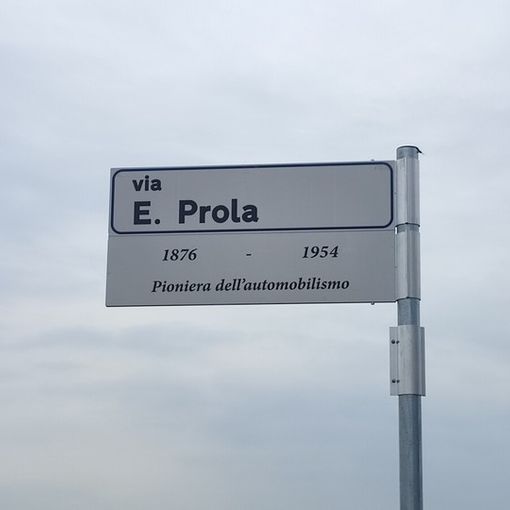 via
E. Prola
1876 - 1954
Pioniera dell'automobilismo